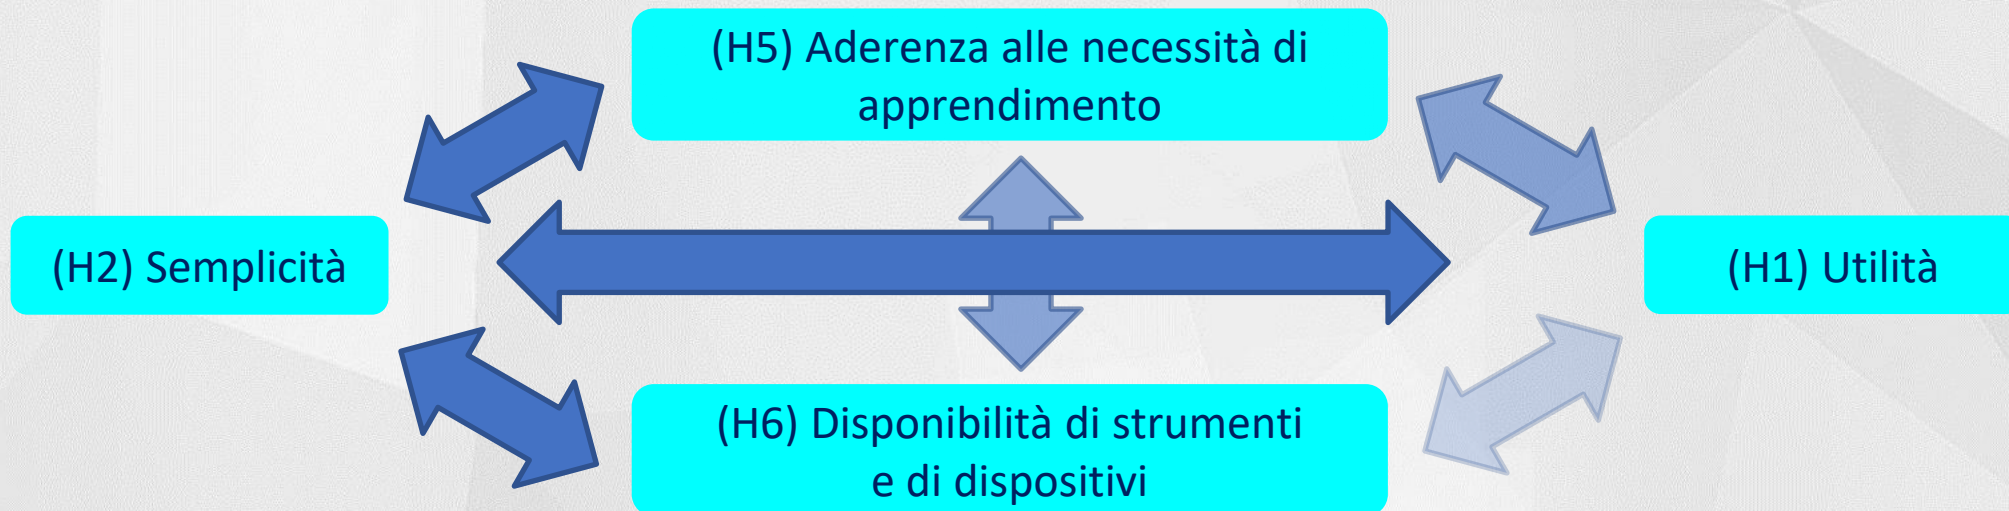 (H5) Aderenza alle necessità di
apprendimento
(H2) Semplicità
(H1) Utilità
(H6) Disponibilità di strumenti
e di dispositivi